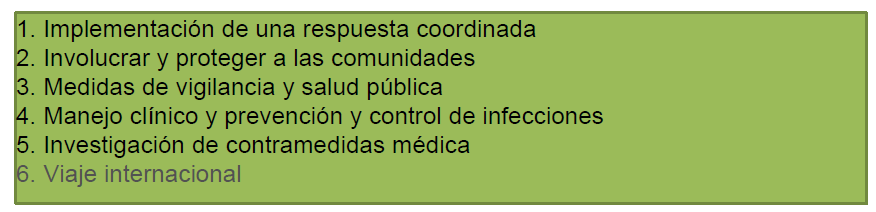 1. Implementación de una respuesta coordinada
2. Involucrar y proteger a las comunidades
3. Medidas de vigilancia y salud pública
4. Manejo clínico y prevención y control de infecciones
5. Investigación de contramedidas médica
6. Viaje internacional